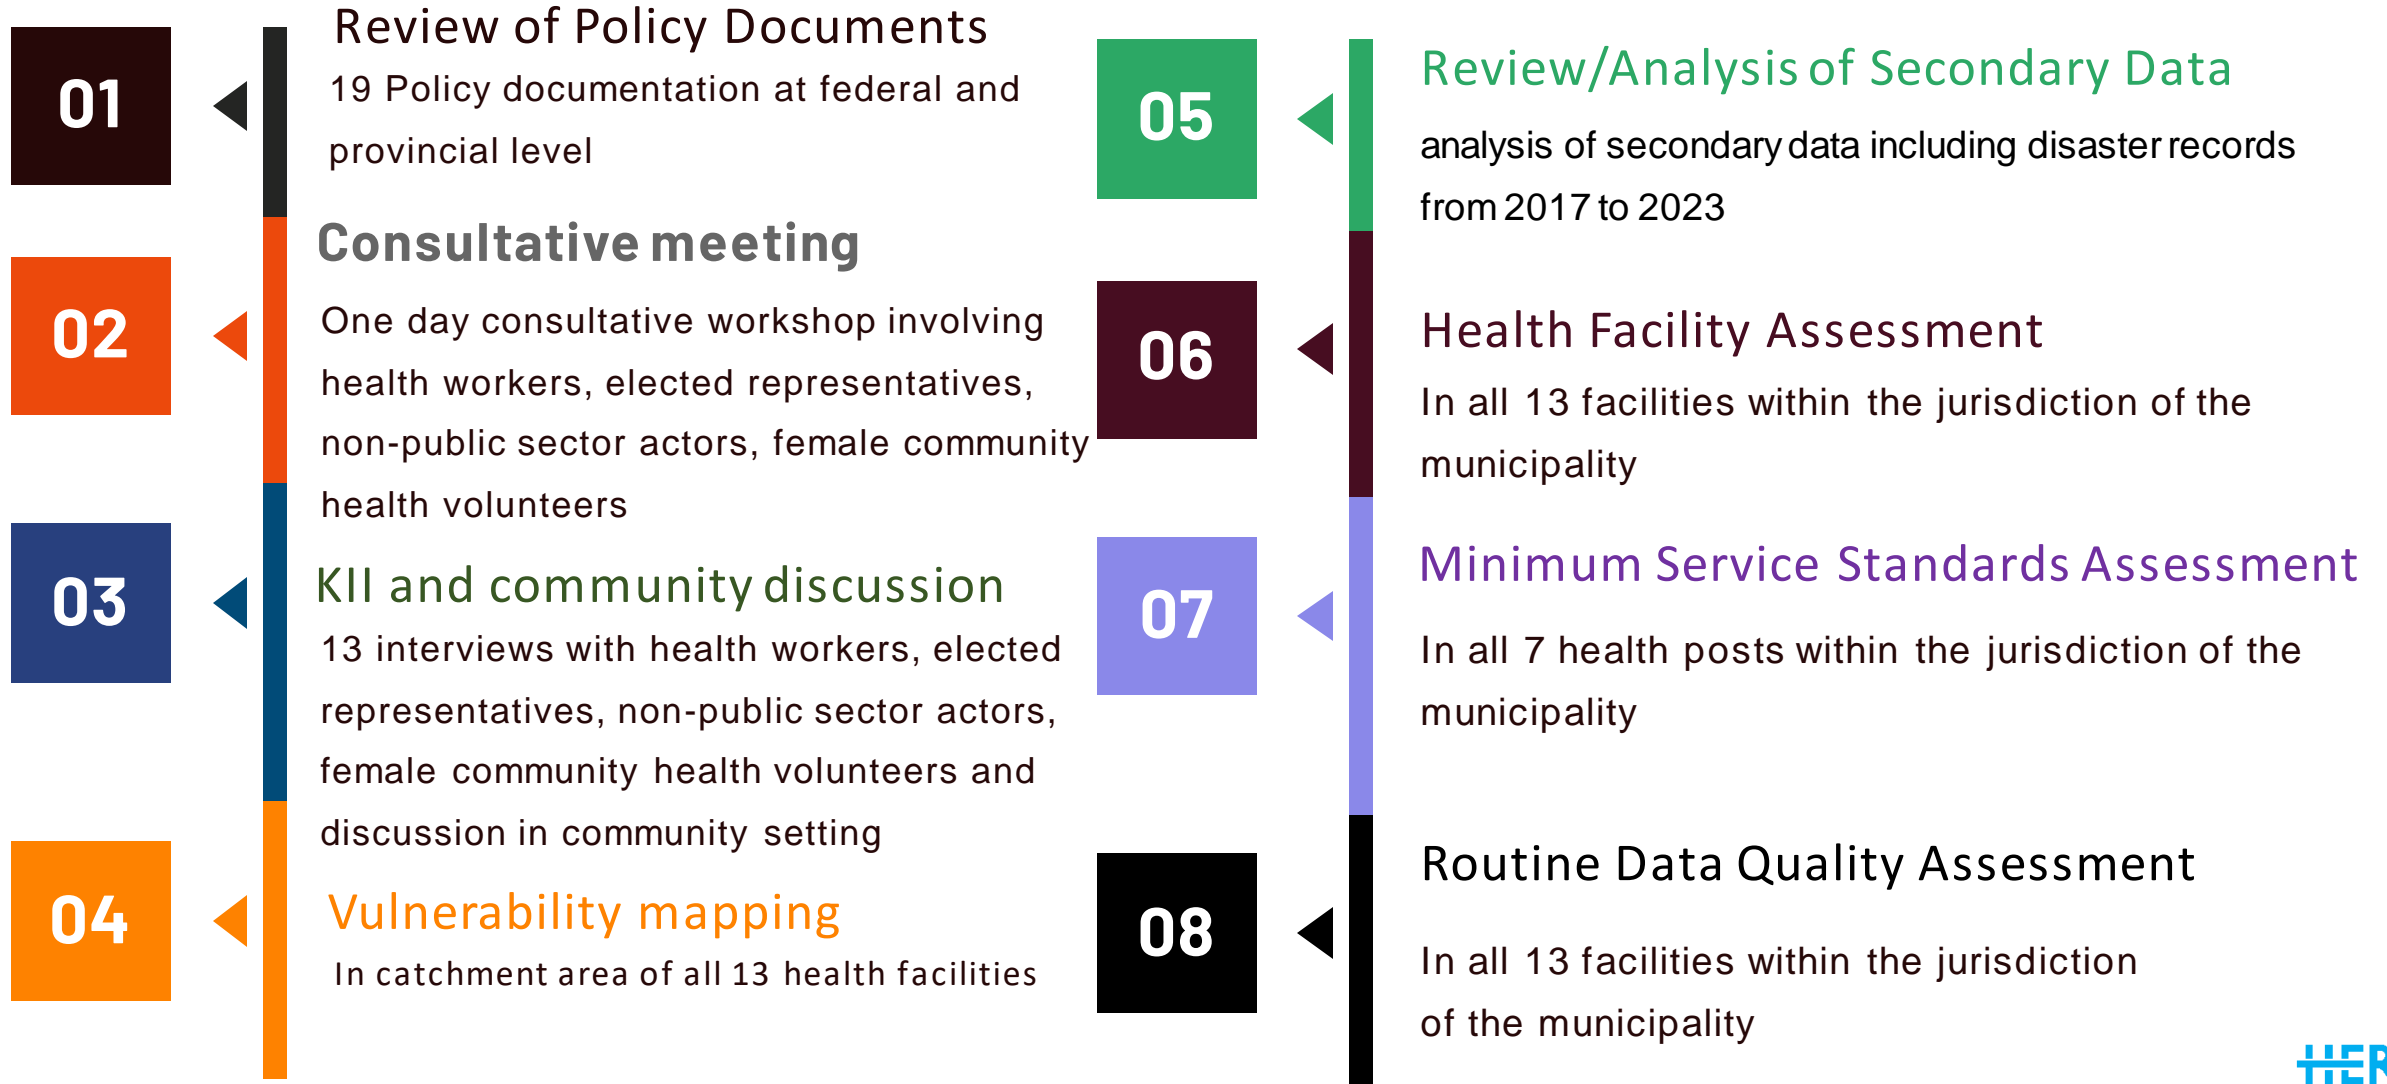 01
Review of Policy Documents
19 Policy documentation at federal and
provincial level
02
Consultative meeting
One day consultative workshop involving
health workers, elected representatives,
non-public sector actors, female community
health volunteers
03
KII and community discussion
13 interviews with health workers, elected
representatives, non-public sector actors,
female community health volunteers and
discussion in community setting
04
Vulnerability mapping
In catchment area of all 13 health facilities
05
Review/Analysis of Secondary Data
analysis of secondary data including disaster records
from 2017 to 2023
06
Health Facility Assessment
In all 13 facilities within the jurisdiction of the
municipality
07
Minimum Service Standards Assessment
In all 7 health posts within the jurisdiction of the
municipality
08
Routine Data Quality Assessment
In all 13 facilities within the jurisdiction
of the municipality
HER